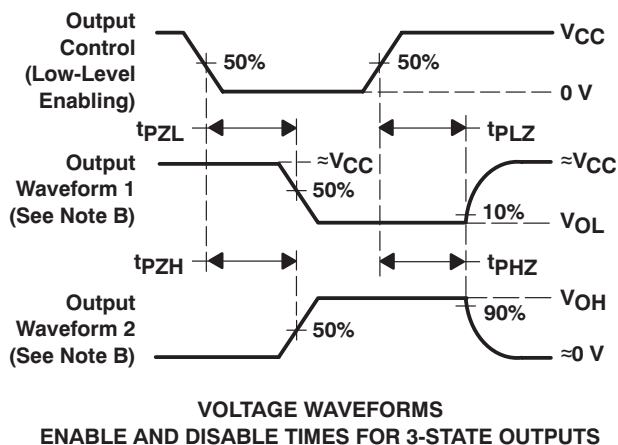 Output
Control
(Low-Level
Enabling)
50%
50%
VCC
0 V
tPZL
tPLZ
Output
Waveform 1
(See Note B)
≈VCC
50%
≈VCC
10%
VOL
tPZH
tPHZ
Output
Waveform 2
(See Note B)
50%
VOH
90%
≈0 V
VOLTAGE WAVEFORMS
ENABLE AND DISABLE TIMES FOR 3-STATE OUTPUTS